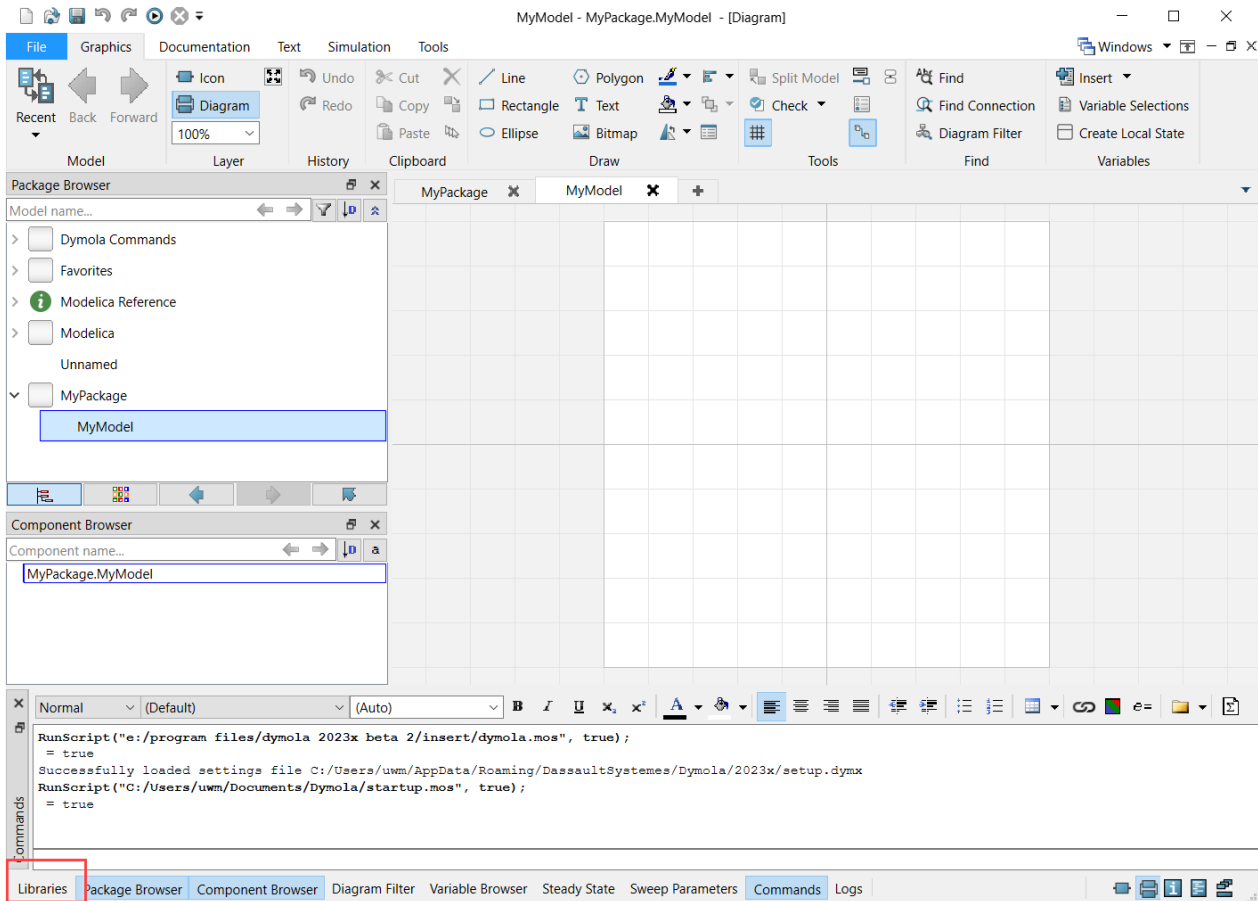 MyModel - MyPackage.MyModel - [Diagram]
File Graphics Documentation Text Simulation Tools Windows
Icon Undo Cut Line Polygon Split Model Find Insert
Recent Back Forward Diagram Redo Copy Rectangle Text Check Find Connection Variable Selections
100% Paste Ellipse Bitmap Diagram Filter Create Local State
Model Layer History Clipboard Draw Tools Find Variables
Package Browser
MyPackage MyModel
Model name...
Dymola Commands
Favorites
Modelica Reference
Modelica
Unnamed
MyPackage
MyModel
Component Browser
Component name...
MyPackage.MyModel
Normal (Default) (Auto) B I U x₂ x² A e= Σ
RunScript("e:/program files/dymola 2023x beta 2/insert/dymola.mos", true);
= true
Successfully loaded settings file C:/Users/uwm/AppData/Roaming/DassaultSystemes/Dymola/2023x/setup.dymx
RunScript("C:/Users/uwm/Documents/Dymola/startup.mos", true);
= true
Commands
Libraries Package Browser Component Browser Diagram Filter Variable Browser Steady State Sweep Parameters Commands Logs